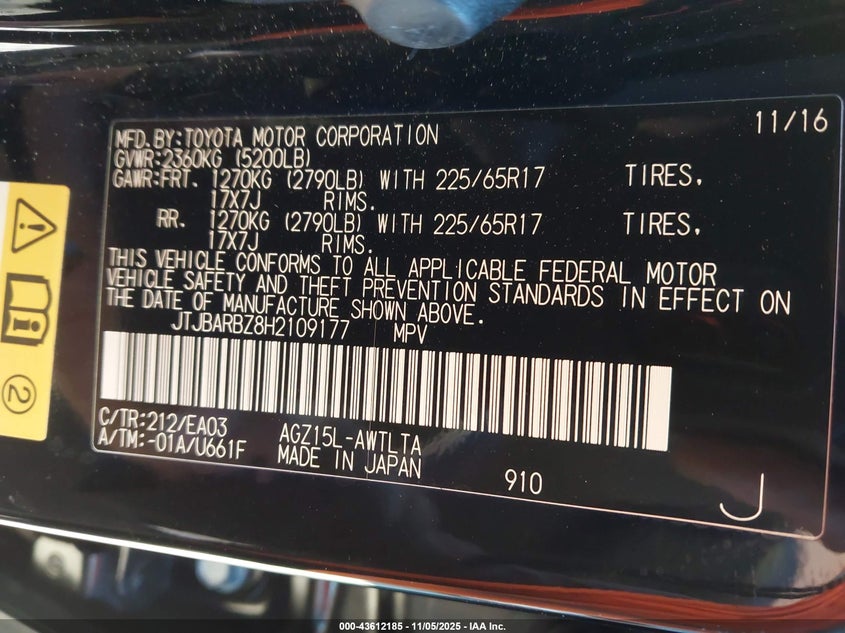 11/16
MFD.BY:TOYOTA MOTOR CORPORATION
GVWR:2360KG (5200LB)
GAWR:FRT. 1270KG (2790LB) WITH 225/65R17 TIRES.
17X7J RIMS.
RR. 1270KG (2790LB) WITH 225/65R17 TIRES.
17X7J RIMS.
THIS VEHICLE CONFORMS TO ALL APPLICABLE FEDERAL MOTOR
VEHICLE SAFETY AND THEFT PREVENTION STANDARDS IN EFFECT ON
THE DATE OF MANUFACTURE SHOWN ABOVE.
JTJBARBZ8H2109177 MPV
C/TR:212/EA03 AGZ15L-AWTLTA
A/TM:-01A/U661F MADE IN JAPAN 910
J
2
000-43612185 - 11/05/2025 - IAA Inc.